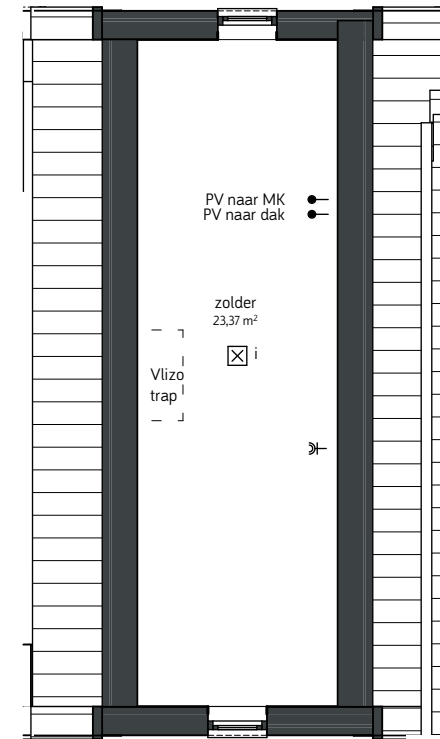 PV naar MK
PV naar dak
zolder
23,37 m²
i
Vlizo
trap